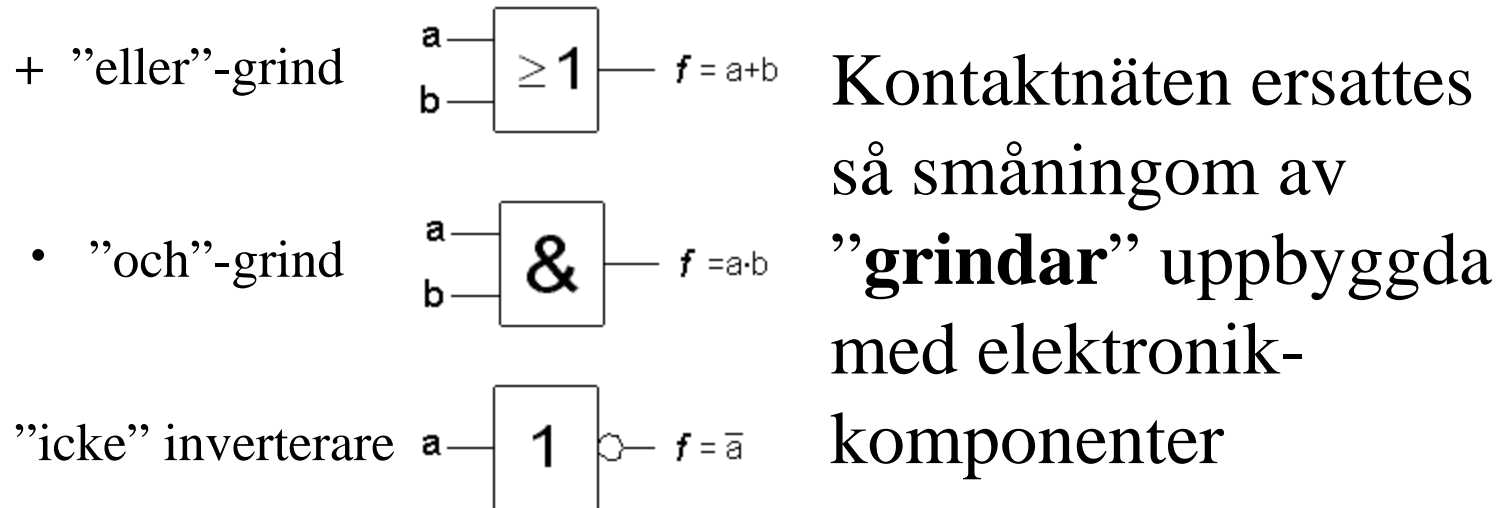 + ”eller”-grind
a
b
≥1
f = a+b
• ”och”-grind
a
b
&
f =a·b
”icke” inverterare
a
1
f = a̅
Kontaktnäten ersattes
så småningom av
”grindar” uppbyggda
med elektronik-
komponenter